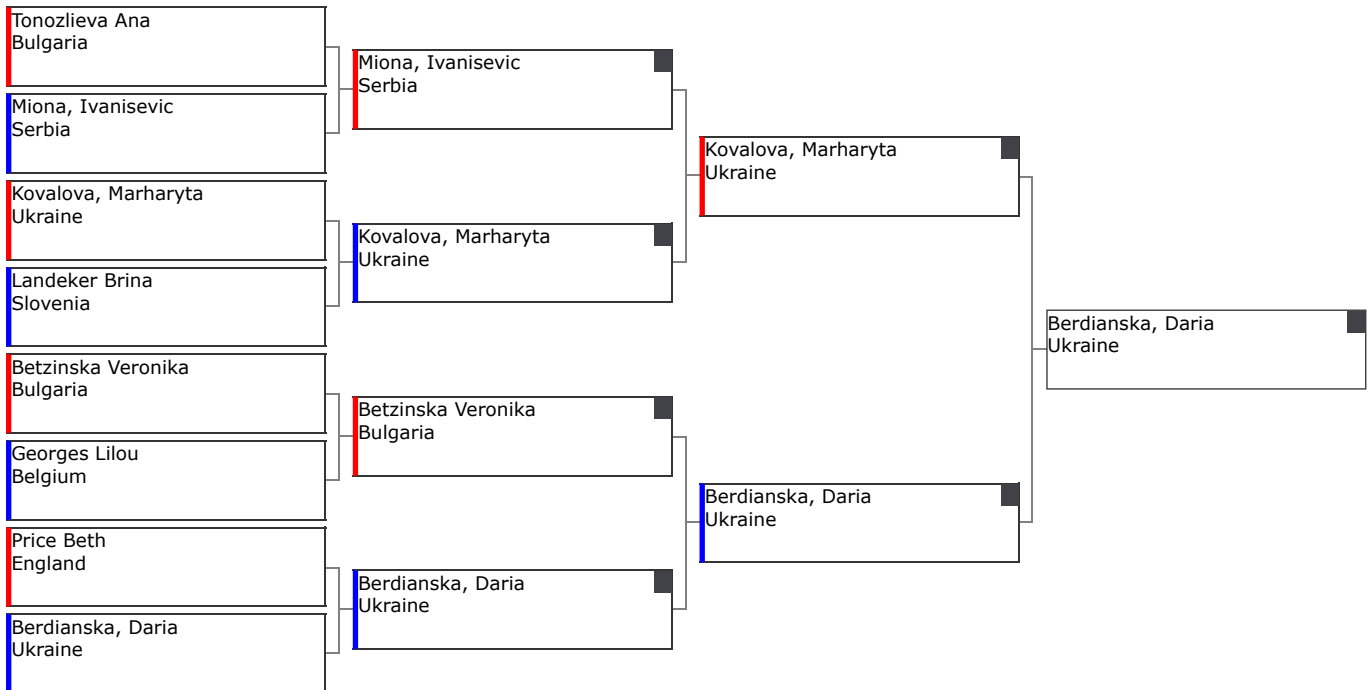 Tonozlieva Ana
Bulgaria
Miona, Ivanisevic
Serbia
Kovalova, Marharyta
Ukraine
Landeker Brina
Slovenia
Betzinska Veronika
Bulgaria
Georges Lilou
Belgium
Price Beth
England
Berdianska, Daria
Ukraine
Miona, Ivanisevic
Serbia
Kovalova, Marharyta
Ukraine
Betzinska Veronika
Bulgaria
Berdianska, Daria
Ukraine
Kovalova, Marharyta
Ukraine
Berdianska, Daria
Ukraine
Berdianska, Daria
Ukraine